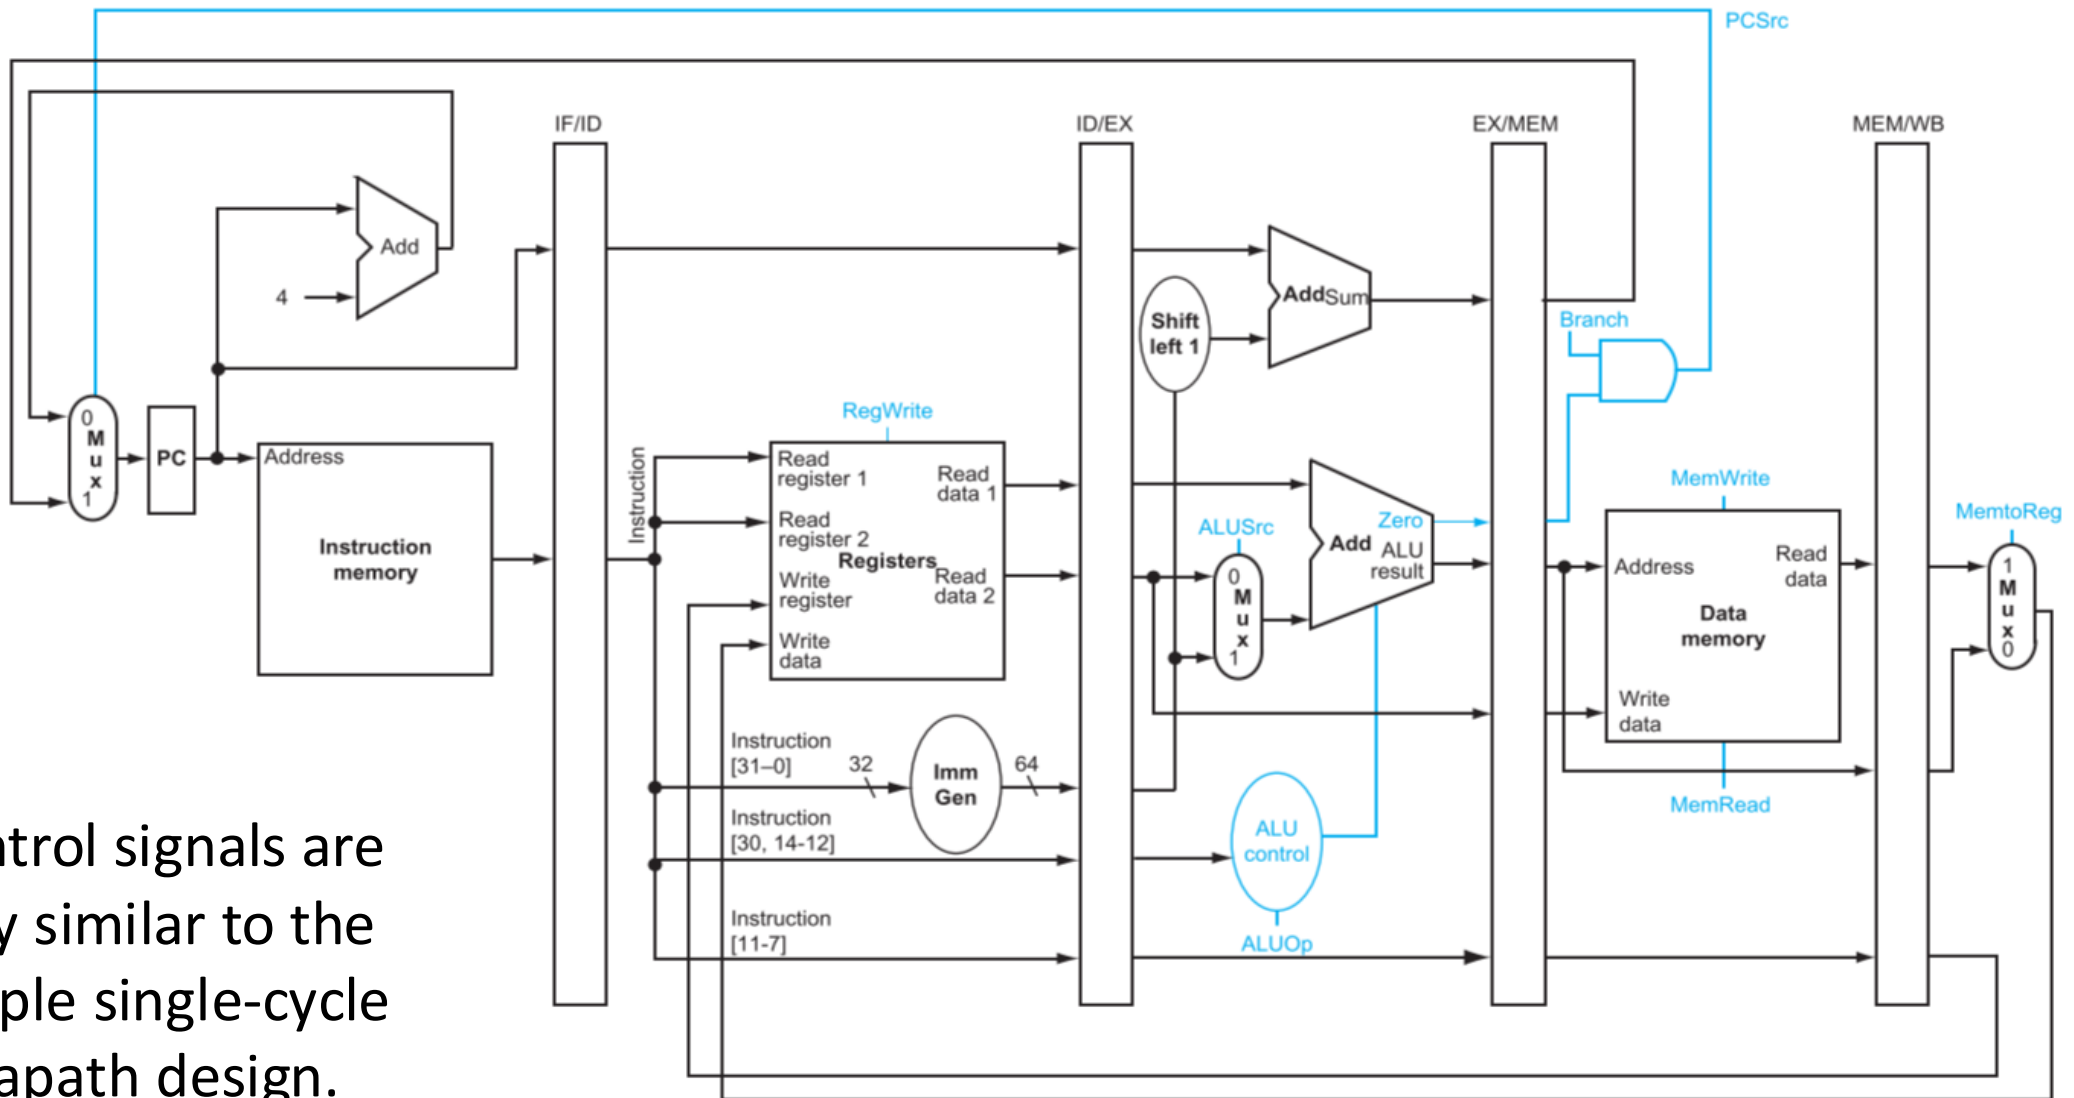 PCSrc
IF/ID
ID/EX
EX/MEM
MEM/WB
Add
4
Add Sum
Shift
left 1
Branch
0
M
u
x
1
PC
Address
Instruction
memory
Instruction
RegWrite
Read
register 1
Read
data 1
Read
register 2
Registers
Write
register
Read
data 2
Write
data
ALUSrc
0
M
u
x
1
Zero
Add
ALU
result
MemWrite
Address
Read
data
Data
memory
Write
data
MemRead
MemtoReg
1
M
u
x
0
Instruction
[31–0]
32
Imm
Gen
64
Instruction
[30, 14-12]
ALU
control
Instruction
[11-7]
ALUOp
ntrol signals are
y similar to the
ple single-cycle
apath design.